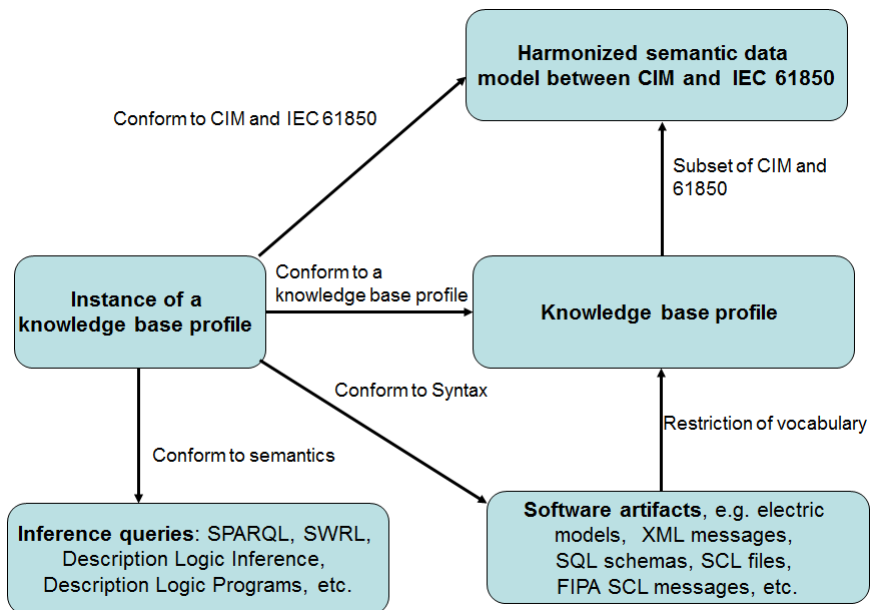 Harmonized semantic data
model between CIM and IEC 61850
Conform to CIM and IEC 61850
Subset of CIM and
61850
Instance of a
knowledge base profile
Conform to a
knowledge base profile
Knowledge base profile
Conform to Syntax
Restriction of vocabulary
Conform to semantics
Inference queries: SPARQL, SWRL,
Description Logic Inference,
Description Logic Programs, etc.
Software artifacts, e.g. electric
models, XML messages,
SQL schemas, SCL files,
FIPA SCL messages, etc.